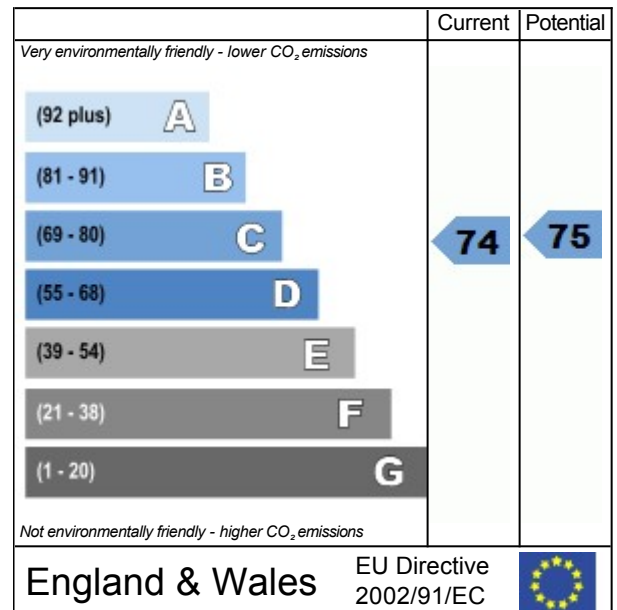 Current Potential
Very environmentally friendly - lower CO₂ emissions
(92 plus) A
(81 - 91) B
(69 - 80) C
74 75
(55 - 68) D
(39 - 54) E
(21 - 38) F
(1 - 20) G
Not environmentally friendly - higher CO₂ emissions
England & Wales
EU Directive
2002/91/EC